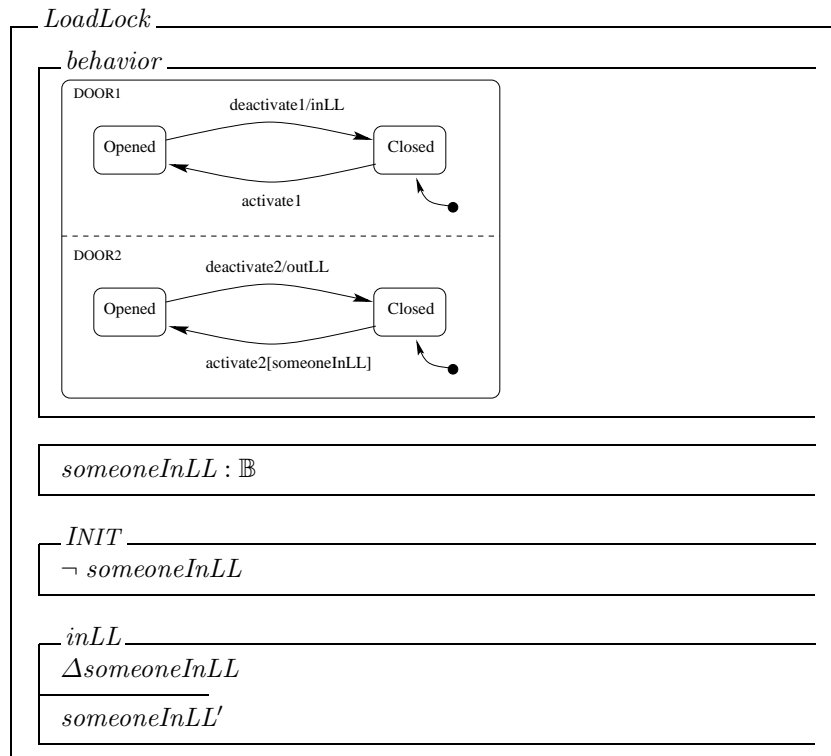 LoadLock
behavior
DOOR1
deactivate1/inLL
Opened
Closed
activate1
DOOR2
deactivate2/outLL
Opened
Closed
activate2[someoneInLL]
someoneInLL : 𝔹
INIT
¬ someoneInLL
inLL
ΔsomeoneInLL
someoneInLL′